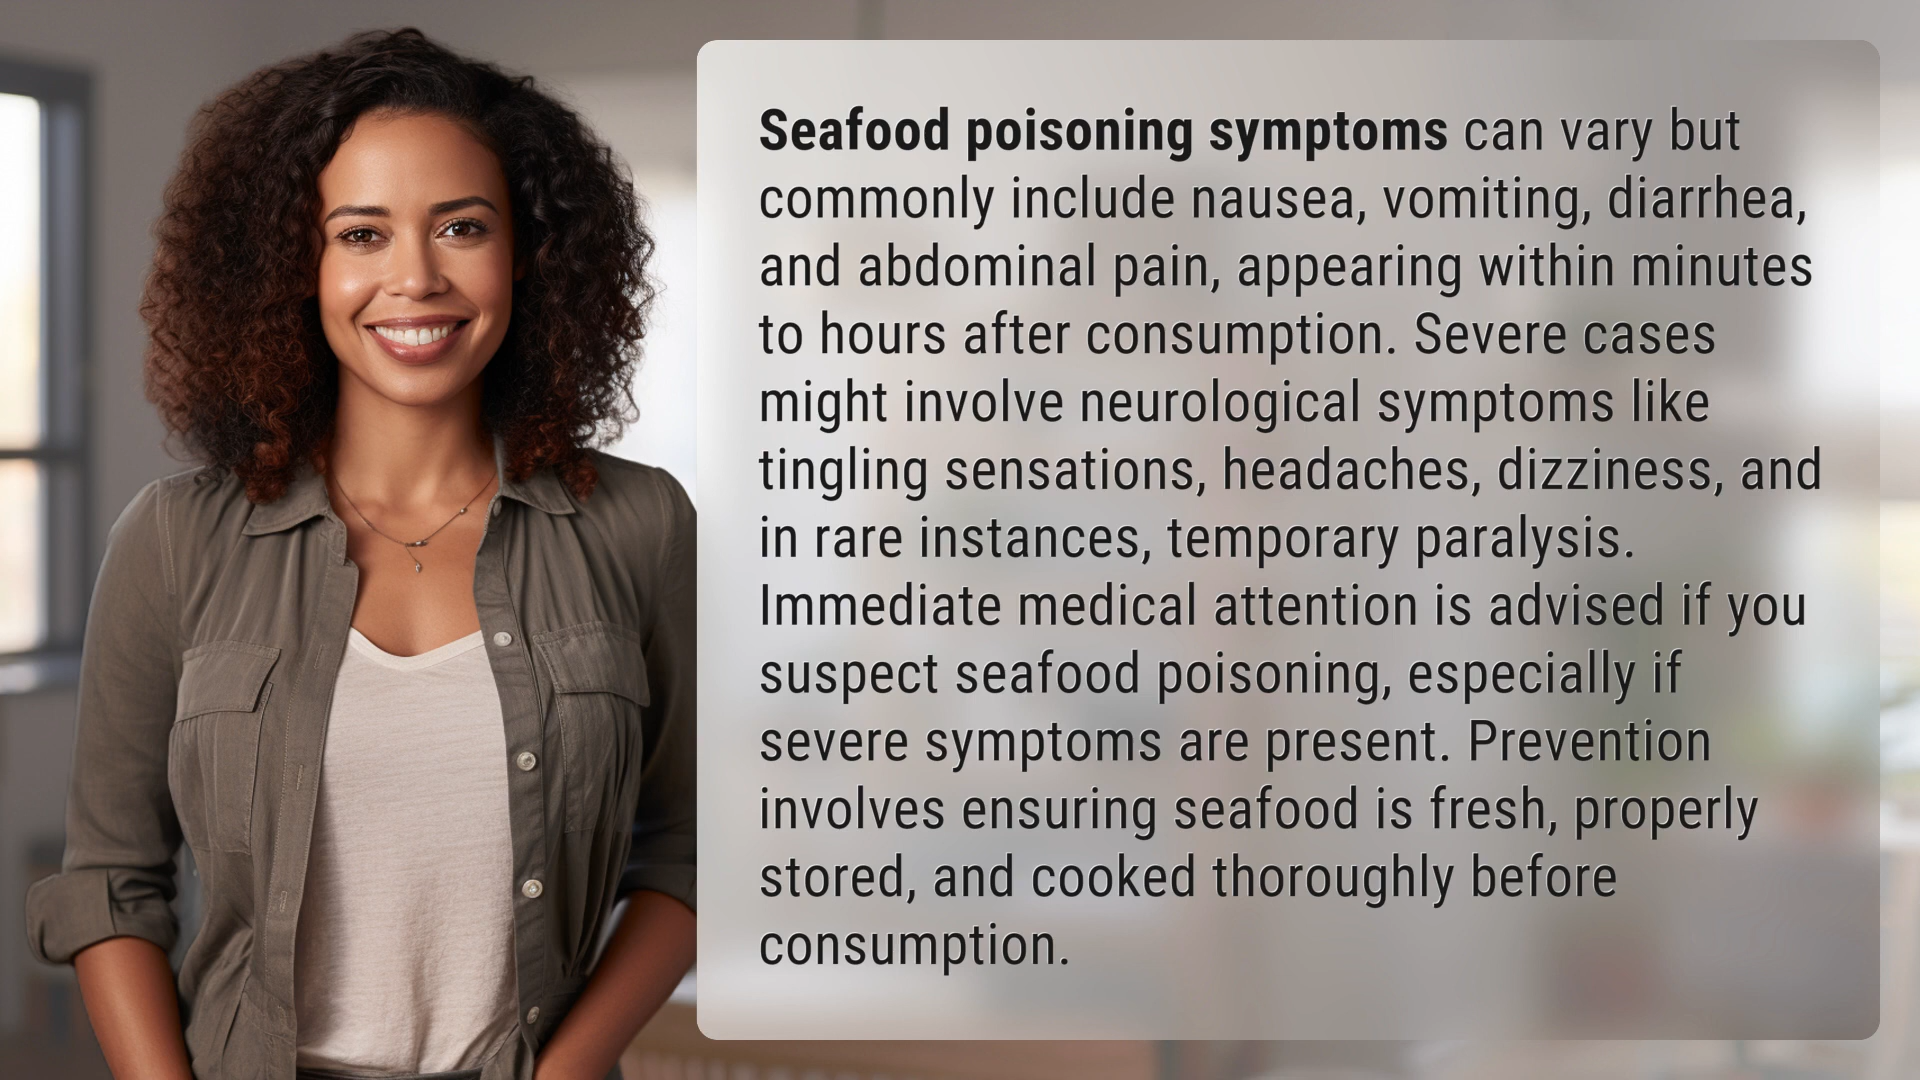 Seafood poisoning symptoms can vary but
commonly include nausea, vomiting, diarrhea,
and abdominal pain, appearing within minutes
to hours after consumption. Severe cases
might involve neurological symptoms like
tingling sensations, headaches, dizziness, and
in rare instances, temporary paralysis.
Immediate medical attention is advised if you
suspect seafood poisoning, especially if
severe symptoms are present. Prevention
involves ensuring seafood is fresh, properly
stored, and cooked thoroughly before
consumption.